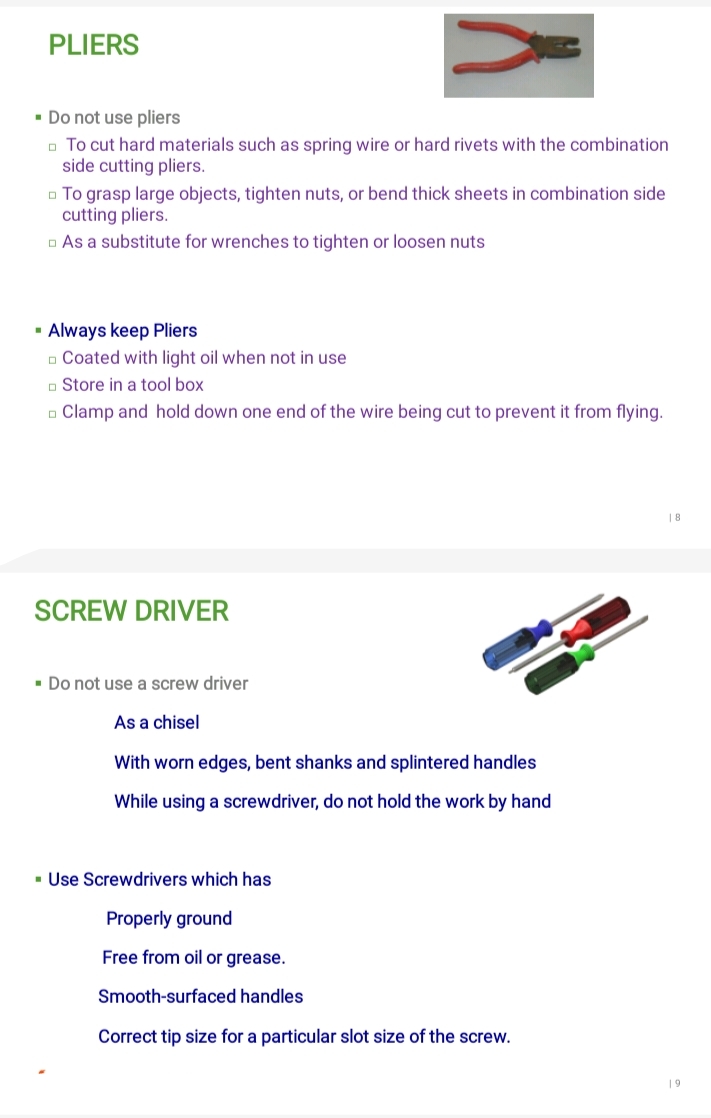 PLIERS
▪ Do not use pliers
□ To cut hard materials such as spring wire or hard rivets with the combination
side cutting pliers.
□ To grasp large objects, tighten nuts, or bend thick sheets in combination side
cutting pliers.
□ As a substitute for wrenches to tighten or loosen nuts
▪ Always keep Pliers
□ Coated with light oil when not in use
□ Store in a tool box
□ Clamp and hold down one end of the wire being cut to prevent it from flying.
| 8
SCREW DRIVER
▪ Do not use a screw driver
As a chisel
With worn edges, bent shanks and splintered handles
While using a screwdriver, do not hold the work by hand
▪ Use Screwdrivers which has
Properly ground
Free from oil or grease.
Smooth-surfaced handles
Correct tip size for a particular slot size of the screw.
| 9